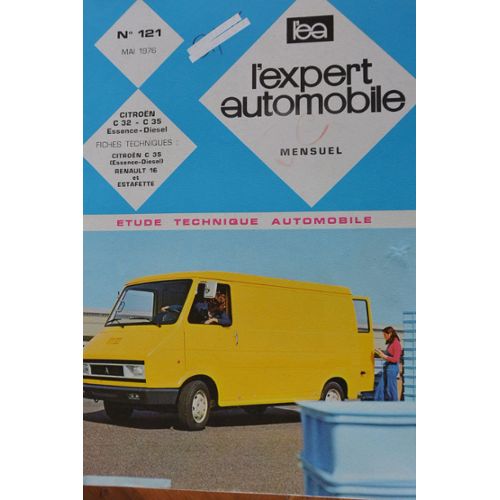 N° 121
MAI 1976
CITROËN
C 32 - C 35
Essence-Diesel
FICHES TECHNIQUES :
CITROËN C 35
(Essence-Diesel)
RENAULT 16
et
ESTAFETTE
l'ea
l'expert
automobile
MENSUEL
ETUDE TECHNIQUE AUTOMOBILE